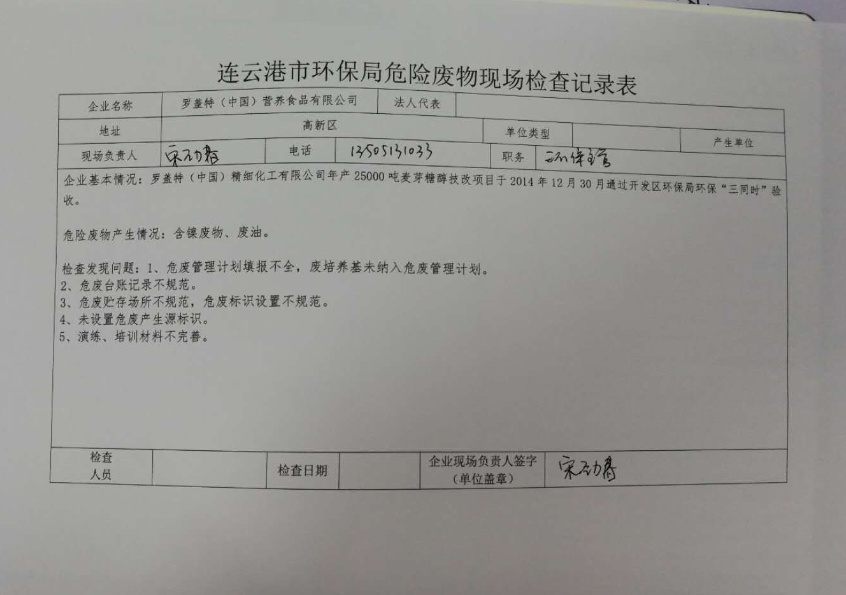 连云港市环保局危险废物现场检查记录表
企业名称 罗盖特（中国）营养食品有限公司 法人代表
地址 高新区 单位类型 产生单位
现场负责人 电话 13505131033 职务 环保主管
企业基本情况：罗盖特（中国）精细化工有限公司年产 25000 吨麦芽糖醇技改项目于 2014 年 12 月 30 月通过开发区环保局环保“三同时”验
收。
危险废物产生情况：含镍废物、废油。
检查发现问题：1、危废管理计划填报不全，废培养基未纳入危废管理计划。
2、危废台账记录不规范。
3、危废贮存场所不规范，危废标识设置不规范。
4、未设置危废产生源标识。
5、演练、培训材料不完善。
检查
人员
检查日期
企业现场负责人签字
（单位盖章）